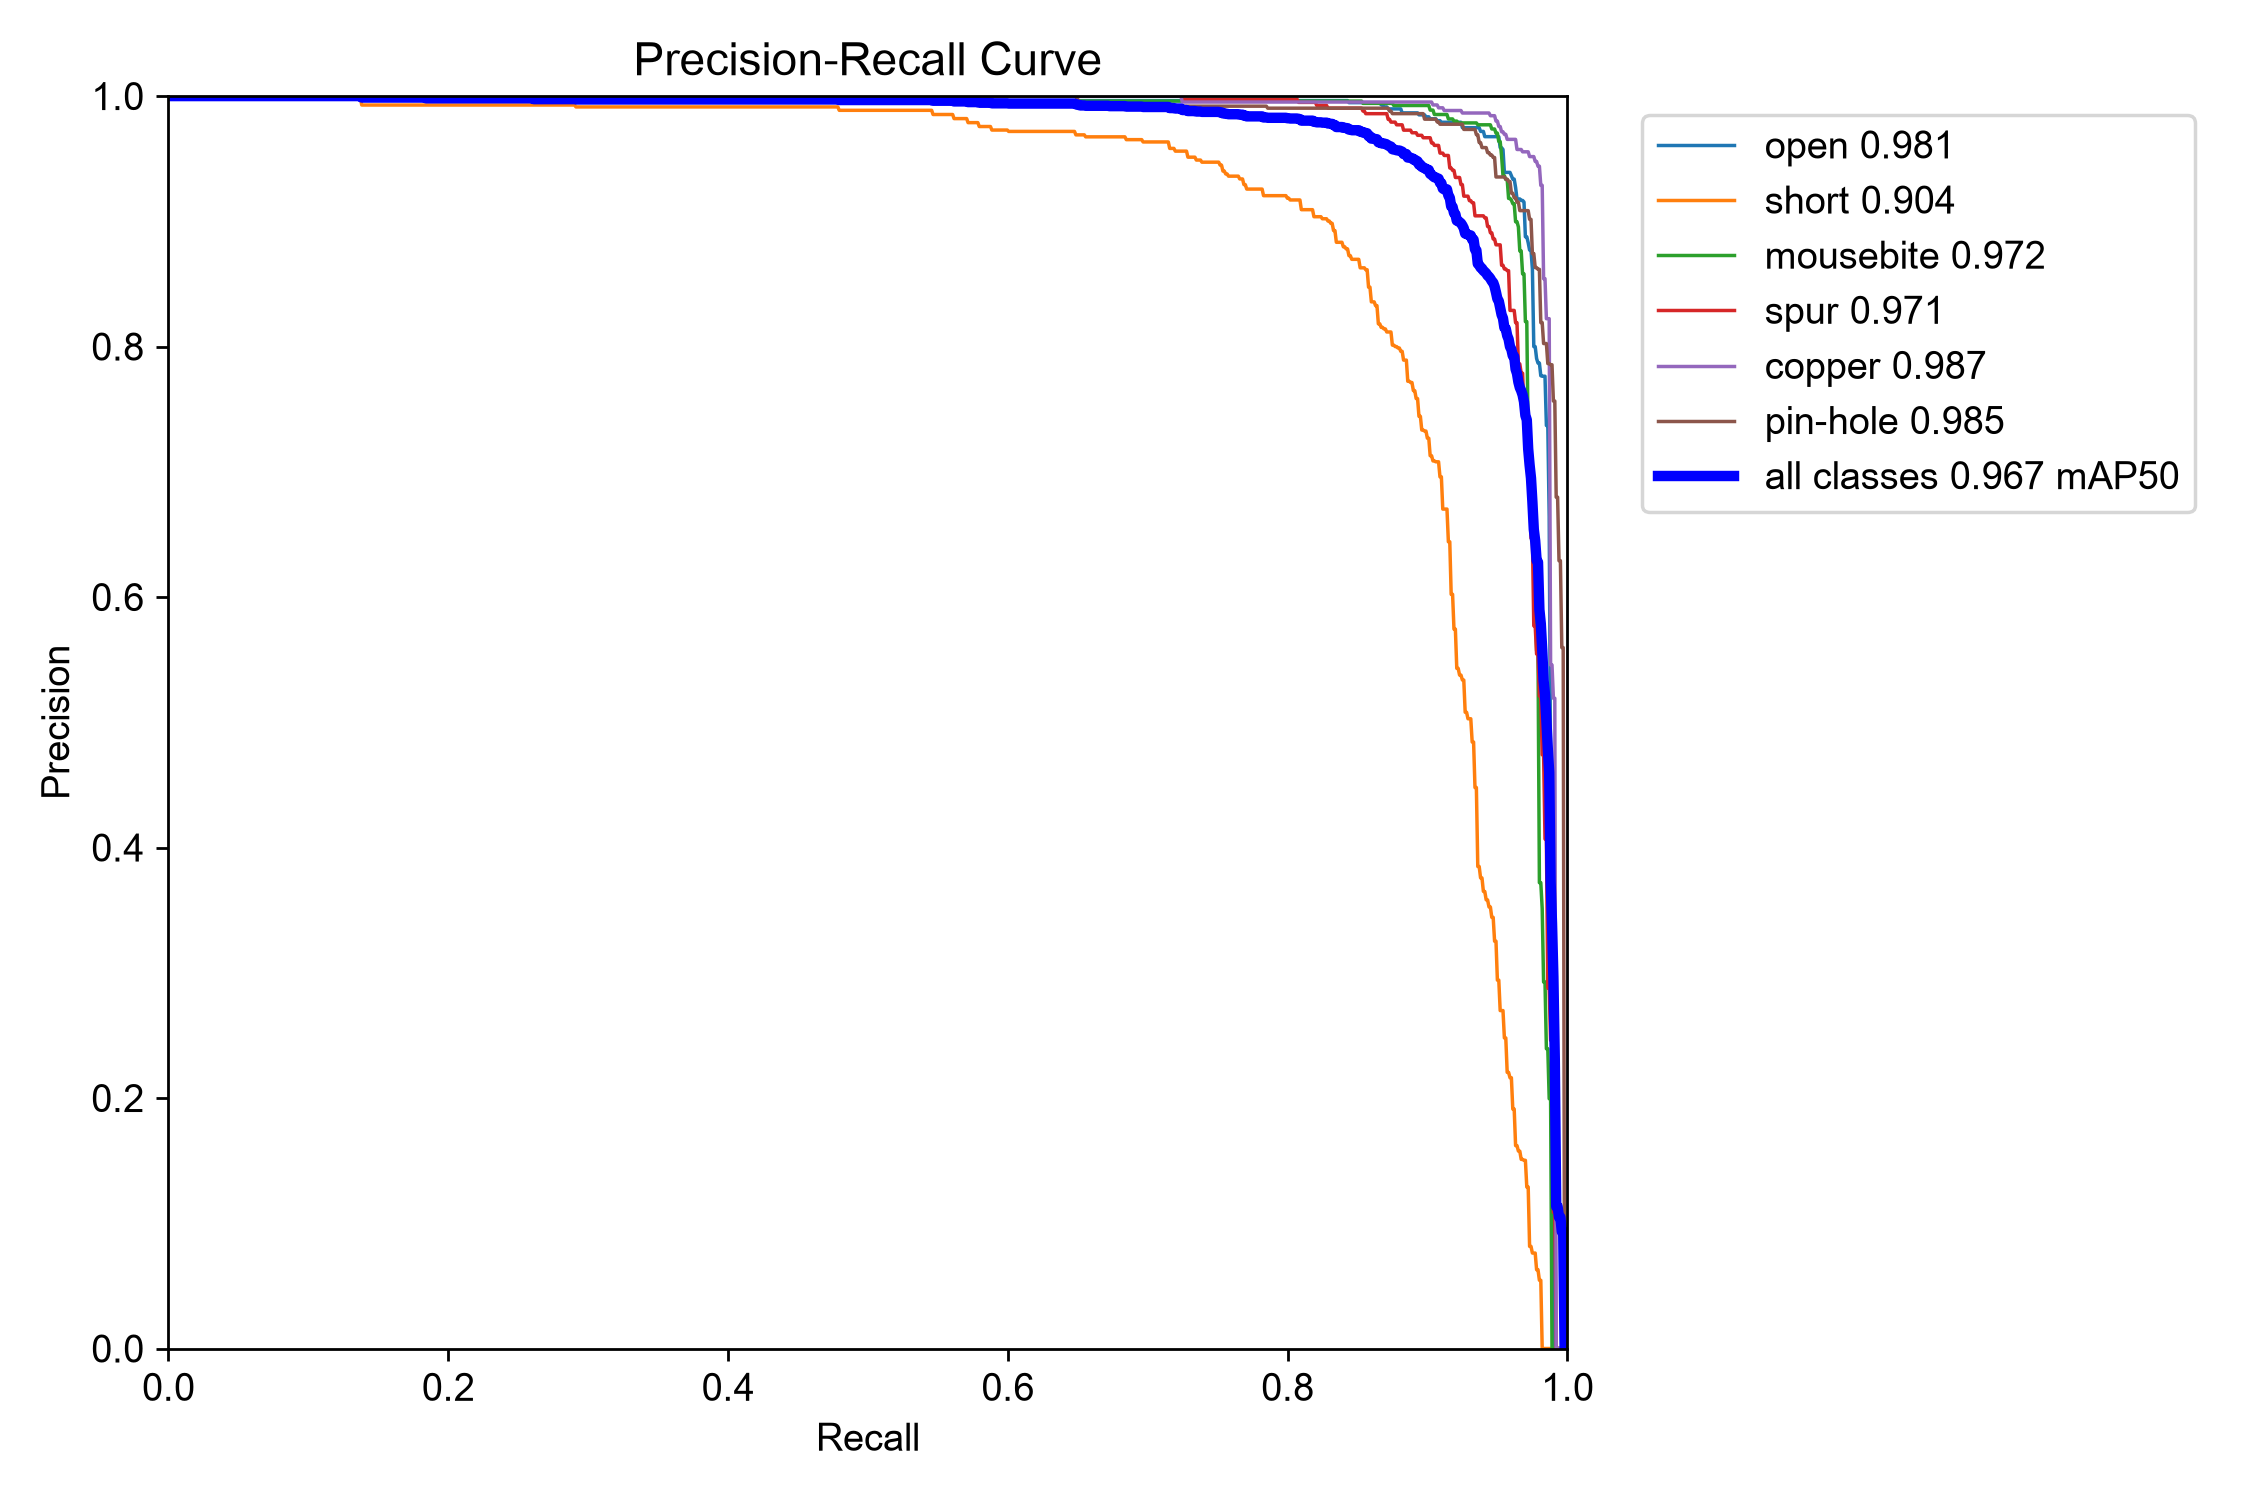 Precision-Recall Curve
1.0
0.8
0.6
0.4
0.2
0.0
Precision
0.0 0.2 0.4 0.6 0.8 1.0
Recall
open 0.981
short 0.904
mousebite 0.972
spur 0.971
copper 0.987
pin-hole 0.985
all classes 0.967 mAP50